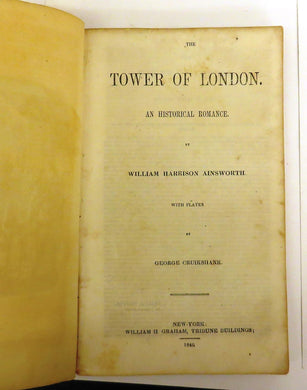 THE
TOWER OF LONDON.
AN HISTORICAL ROMANCE.
BY
WILLIAM HARRISON AINSWORTH.
WITH PLATES
BY
GEORGE CRUIKSHANK.
NEW-YORK:
WILLIAM H. GRAHAM, TRIBUNE BUILDINGS;